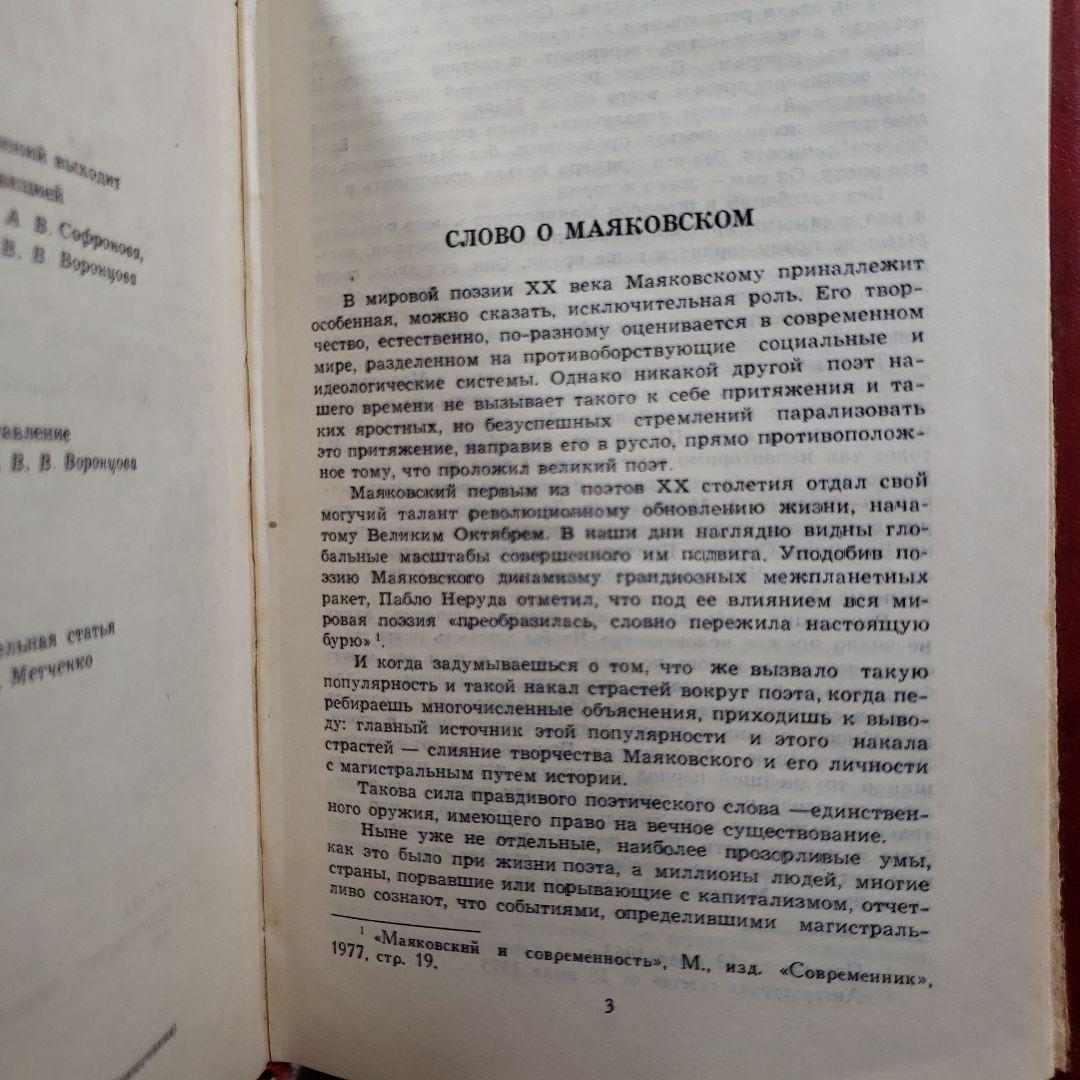 выходит
А. В. Софронова,
В. В. Воронцова
В. В. Воронцова
статья
Метченко
СЛОВО О МАЯКОВСКОМ
В мировой поэзии XX века Маяковскому принадлежит
особенная, можно сказать, исключительная роль. Его твор-
чество, естественно, по-разному оценивается в современном
мире, разделенном на противоборствующие социальные и
идеологические системы. Однако никакой другой поэт на-
шего времени не вызывает такого к себе притяжения и та-
ких яростных, но безуспешных стремлений парализовать
это притяжение, направив его в русло, прямо противополож-
ное тому, что проложил великий поэт.
Маяковский первым из поэтов XX столетия отдал свой
могучий талант революционному обновлению жизни, нача-
тому Великим Октябрем. В наши дни наглядно видны гло-
бальные масштабы совершенного им подвига. Уподобив по-
эзию Маяковского динамизму грандиозных межпланетных
ракет, Пабло Неруда отметил, что под ее влиянием вся ми-
ровая поэзия «преобразилась, словно пережила настоящую
бурю» ¹.
И когда задумываешься о том, что же вызвало такую
популярность и такой накал страстей вокруг поэта, когда пе-
ребираешь многочисленные объяснения, приходишь к выво-
ду: главный источник этой популярности и этого накала
страстей — слияние творчества Маяковского и его личности
с магистральным путем истории.
Такова сила правдивого поэтического слова —единствен-
ного оружия, имеющего право на вечное существование.
Ныне уже не отдельные, наиболее прозорливые умы,
как это было при жизни поэта, а миллионы людей, многие
страны, порвавшие или порывающие с капитализмом, отчет-
ливо сознают, что событиями, определившими магистраль-
¹ «Маяковский и современность», М., изд. «Современник»,
1977, стр. 19.
3